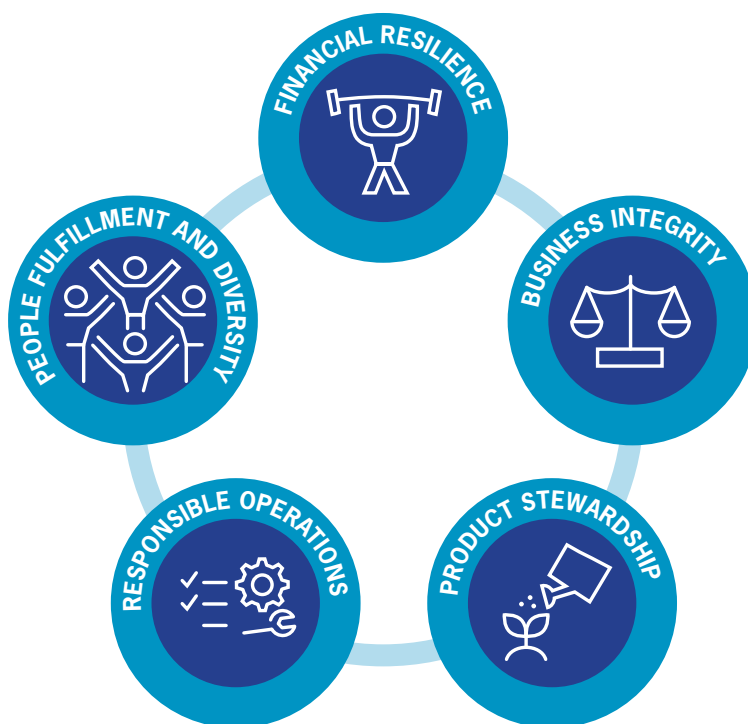 FINANCIAL RESILIENCE
BUSINESS INTEGRITY
PRODUCT STEWARDSHIP
RESPONSIBLE OPERATIONS
PEOPLE FULFILLMENT AND DIVERSITY